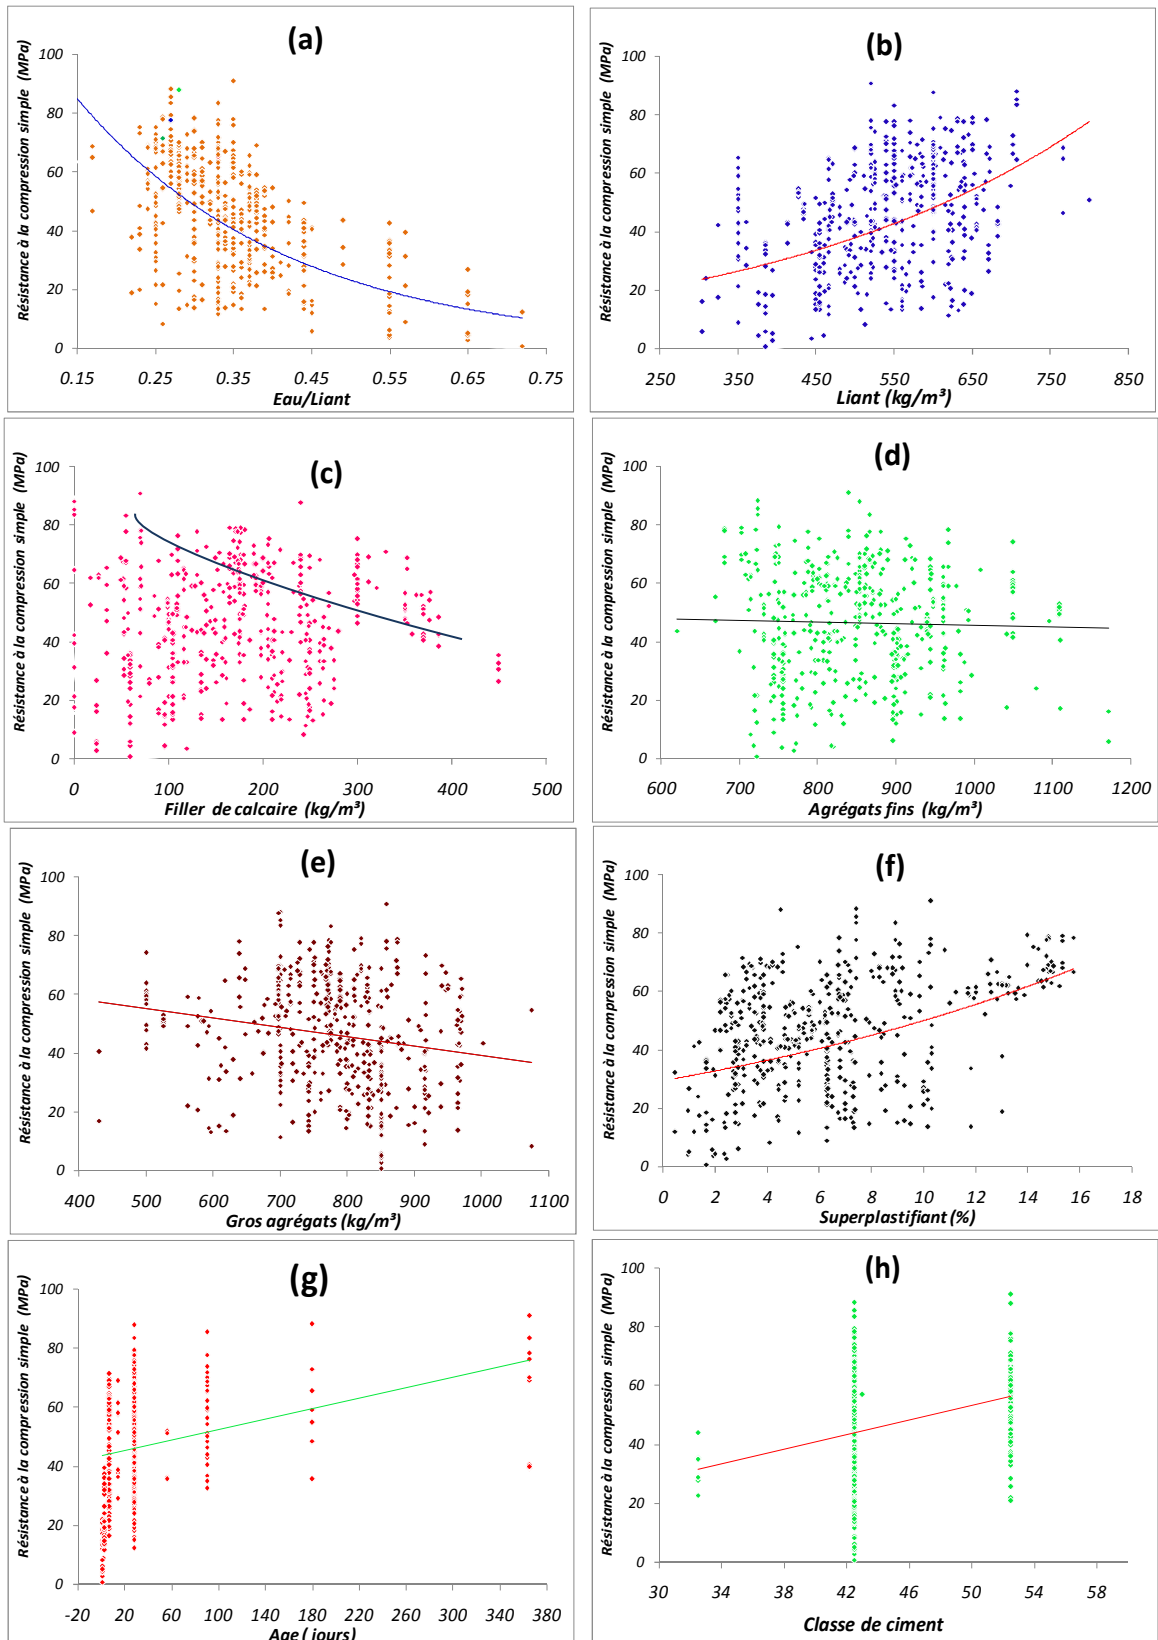 (a)
Résistance à la compression simple (MPa)
100
80
60
40
20
0
0.15 0.25 0.35 0.45 0.55 0.65 0.75
Eau/Liant
(b)
Résistance à la compression simple (MPa)
100
80
60
40
20
0
250 350 450 550 650 750 850
Liant (kg/m³)
(c)
Résistance à la compression simple (MPa)
100
80
60
40
20
0
0 100 200 300 400 500
Filler de calcaire (kg/m³)
(d)
Résistance à la compression simple (MPa)
100
80
60
40
20
0
600 700 800 900 1000 1100 1200
Agrégats fins (kg/m³)
(e)
Résistance à la compression simple (MPa)
100
80
60
40
20
0
400 500 600 700 800 900 1000 1100
Gros agrégats (kg/m³)
(f)
Résistance à la compression simple (MPa)
100
80
60
40
20
0
0 2 4 6 8 10 12 14 16 18
Superplastifiant (%)
(g)
Résistance à la compression simple (MPa)
100
80
60
40
20
0
-20 20 60 100 140 180 220 260 300 340 380
Age ( jours)
(h)
Résistance à la compression simple (MPa)
100
80
60
40
20
0
30 34 38 42 46 50 54 58
Classe de ciment